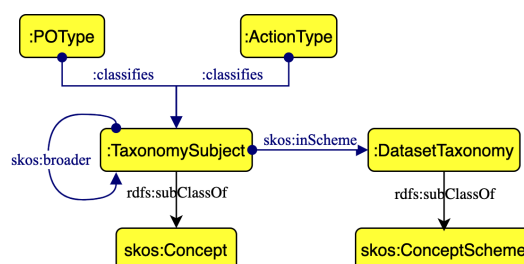 :POType
:ActionType
:classifies
:classifies
:TaxonomySubject
skos:inScheme
:DatasetTaxonomy
skos:broader
rdfs:subClassOf
rdfs:subClassOf
skos:Concept
skos:ConceptScheme